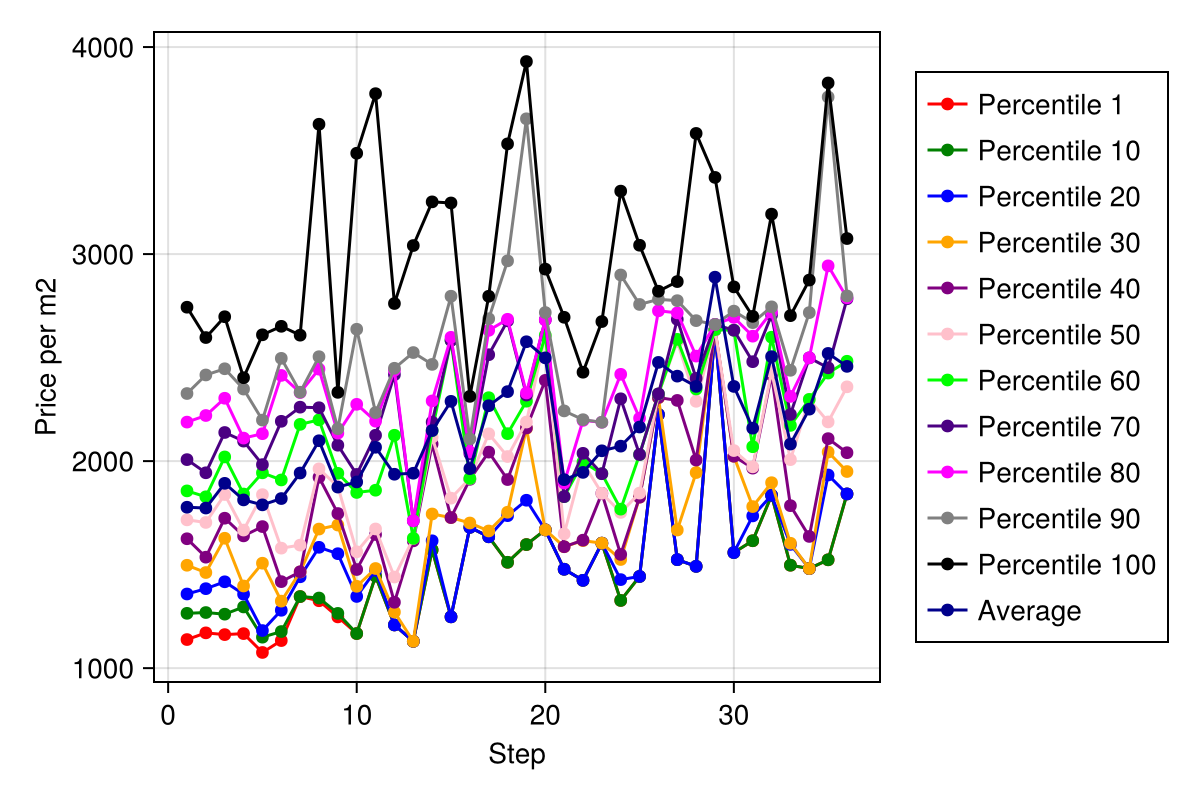 Price per m2
4000
3000
2000
1000
0
10
20
30
Step
Percentile 1
Percentile 10
Percentile 20
Percentile 30
Percentile 40
Percentile 50
Percentile 60
Percentile 70
Percentile 80
Percentile 90
Percentile 100
Average